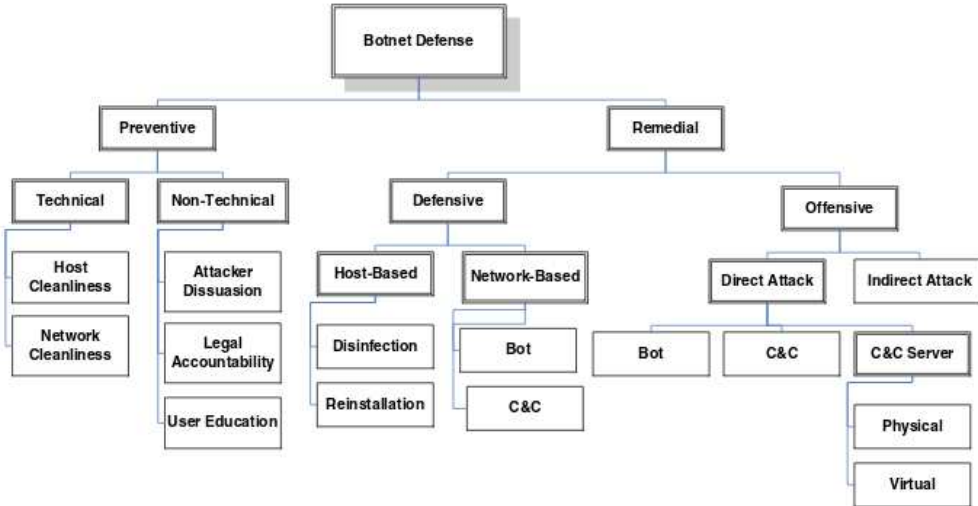 Botnet Defense
Preventive
Remedial
Technical
Non-Technical
Defensive
Offensive
Host
Cleanliness
Network
Cleanliness
Attacker
Dissuasion
Legal
Accountability
User Education
Host-Based
Network-Based
Disinfection
Reinstallation
Bot
C&C
Direct Attack
Indirect Attack
Bot
C&C
C&C Server
Physical
Virtual